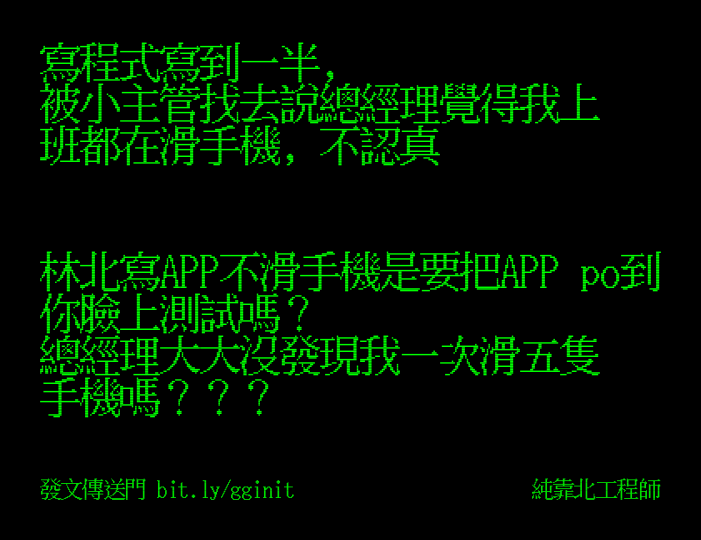 寫程式寫到一半,
被小主管找去說總經理覺得我上
班都在滑手機, 不認真
林北寫APP不滑手機是要把APP po到
你臉上測試嗎？
總經理大大沒發現我一次滑五隻
手機嗎？？？
發文傳送門 bit.ly/gginit
純靠北工程師